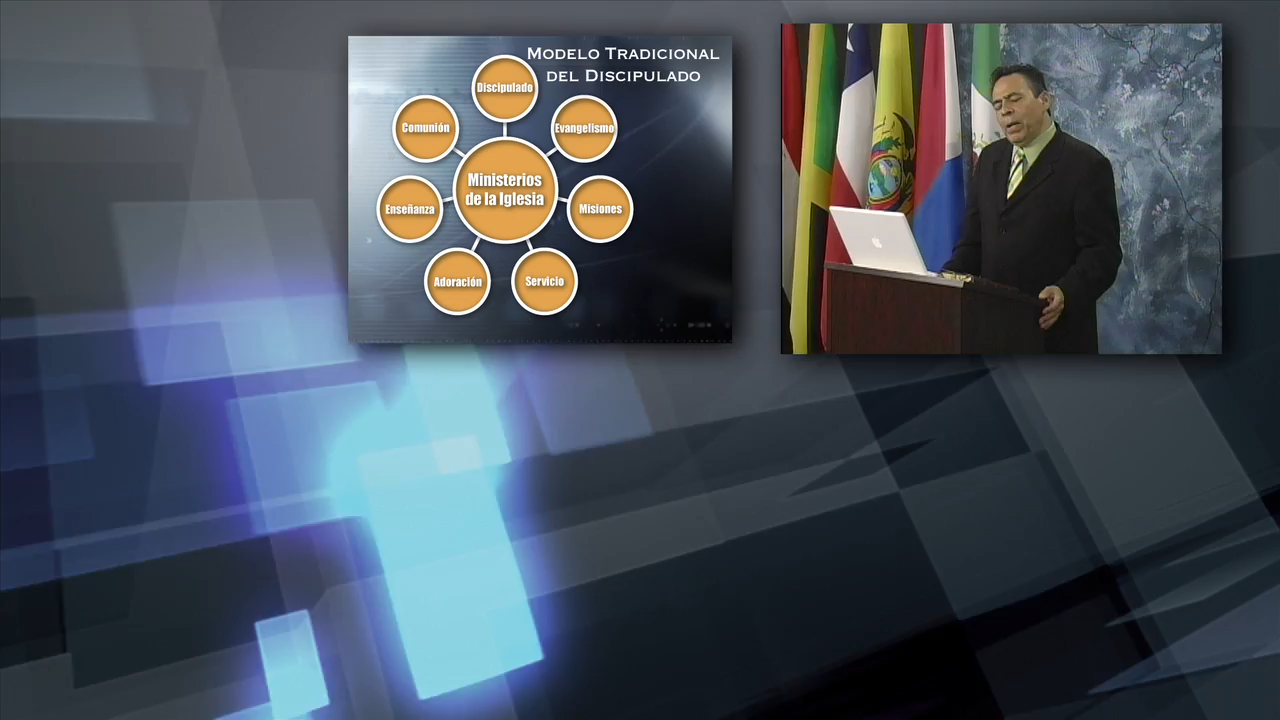 MODELO TRADICIONAL
DEL DISCIPULADO
Discipulado
Comunión
Evangelismo
Ministerios
de la Iglesia
Enseñanza
Misiones
Adoración
Servicio